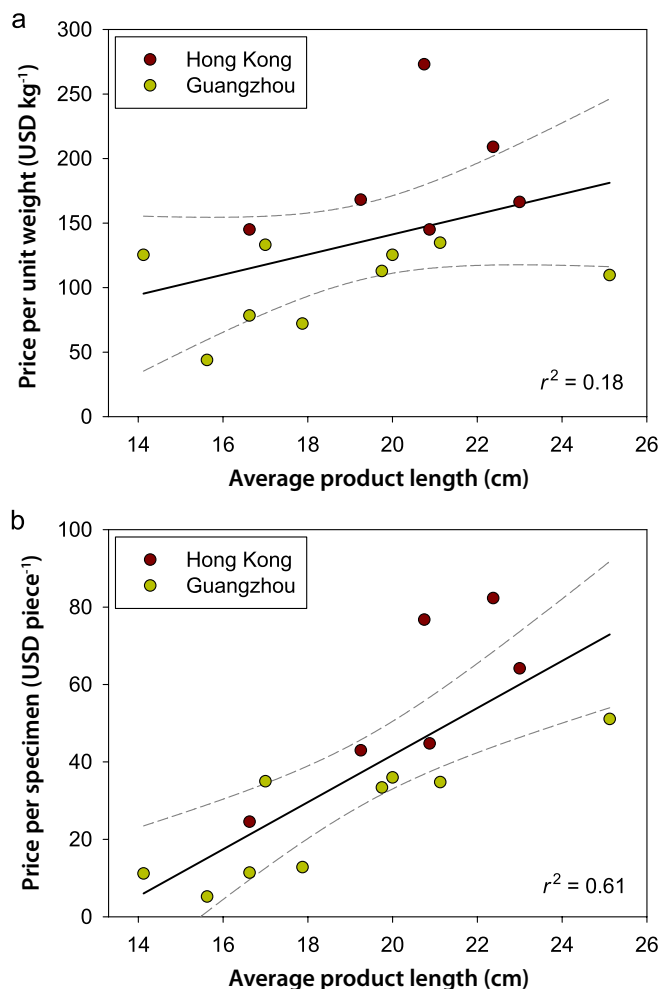 a
300
Hong Kong
Guangzhou
250
200
150
100
50
0
Price per unit weight (USD kg⁻¹)
r² = 0.18
14 16 18 20 22 24 26
Average product length (cm)
b
100
Hong Kong
Guangzhou
80
60
40
20
0
Price per specimen (USD piece⁻¹)
r² = 0.61
14 16 18 20 22 24 26
Average product length (cm)